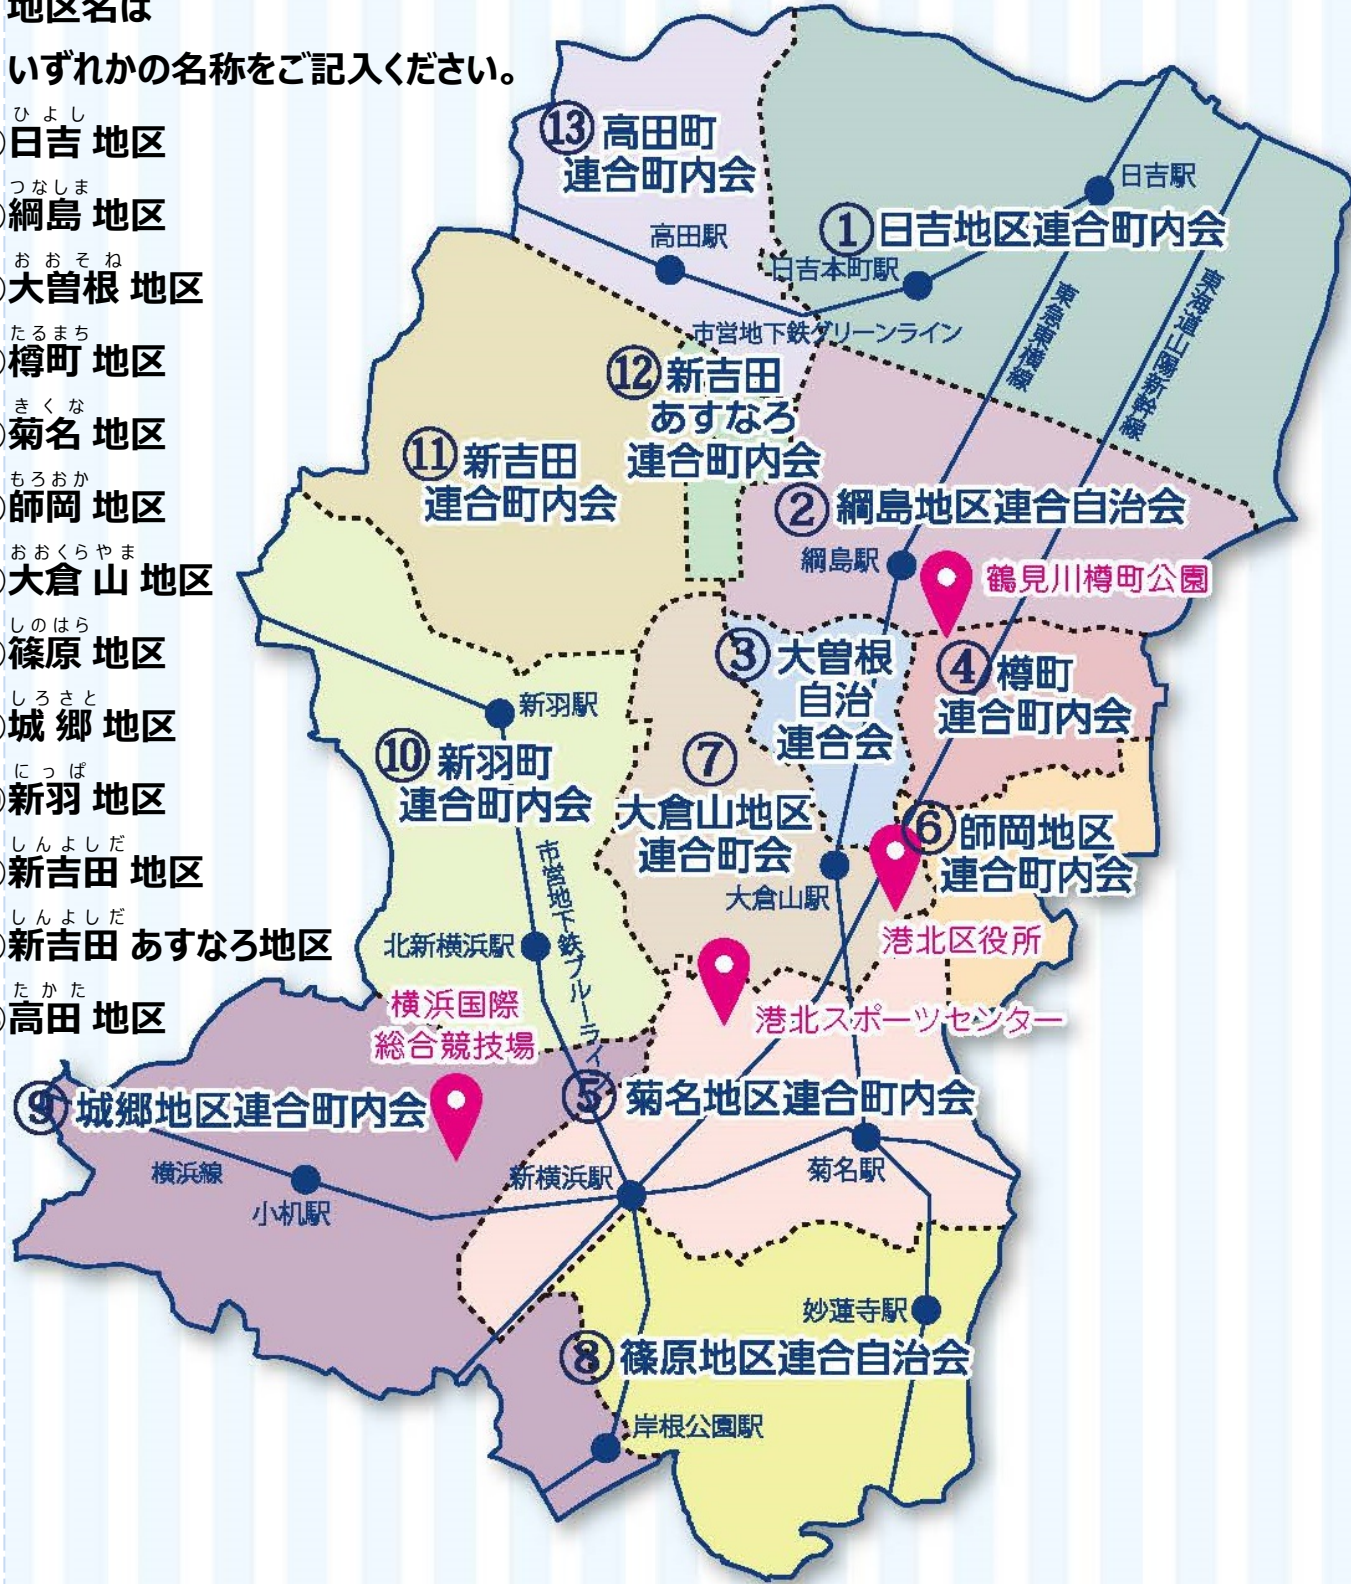 地区名は
いずれかの名称をご記入ください。
ひよし
日吉 地区
つなしま
綱島 地区
おおそね
大曽根 地区
たるまち
樽町 地区
きくな
菊名 地区
もろおか
師岡 地区
おおくらやま
大倉 山 地区
しのはら
篠原 地区
しろさと
城 郷 地区
にっぱ
新羽 地区
しんよしだ
新吉田 地区
しんよしだ
新吉田 あすなろ地区
たかた
高田 地区
⑬ 高田町
連合町内会
高田駅
日吉駅
① 日吉地区連合町内会
日吉本町駅
市営地下鉄グリーンライン
東急東横線
東海道山陽新幹線
⑫ 新吉田
あすなろ
連合町内会
⑪ 新吉田
連合町内会
② 綱島地区連合自治会
綱島駅
鶴見川樽町公園
③ 大曽根
自治
連合会
④ 樽町
連合町内会
新羽駅
⑩ 新羽町
連合町内会
⑦
大倉山地区
連合町会
⑥ 師岡地区
連合町内会
大倉山駅
市営地下鉄ブルーライン
北新横浜駅
港北区役所
横浜国際
総合競技場
港北スポーツセンター
⑨ 城郷地区連合町内会
⑤ 菊名地区連合町内会
横浜線
小机駅
新横浜駅
菊名駅
妙蓮寺駅
⑧ 篠原地区連合自治会
岸根公園駅